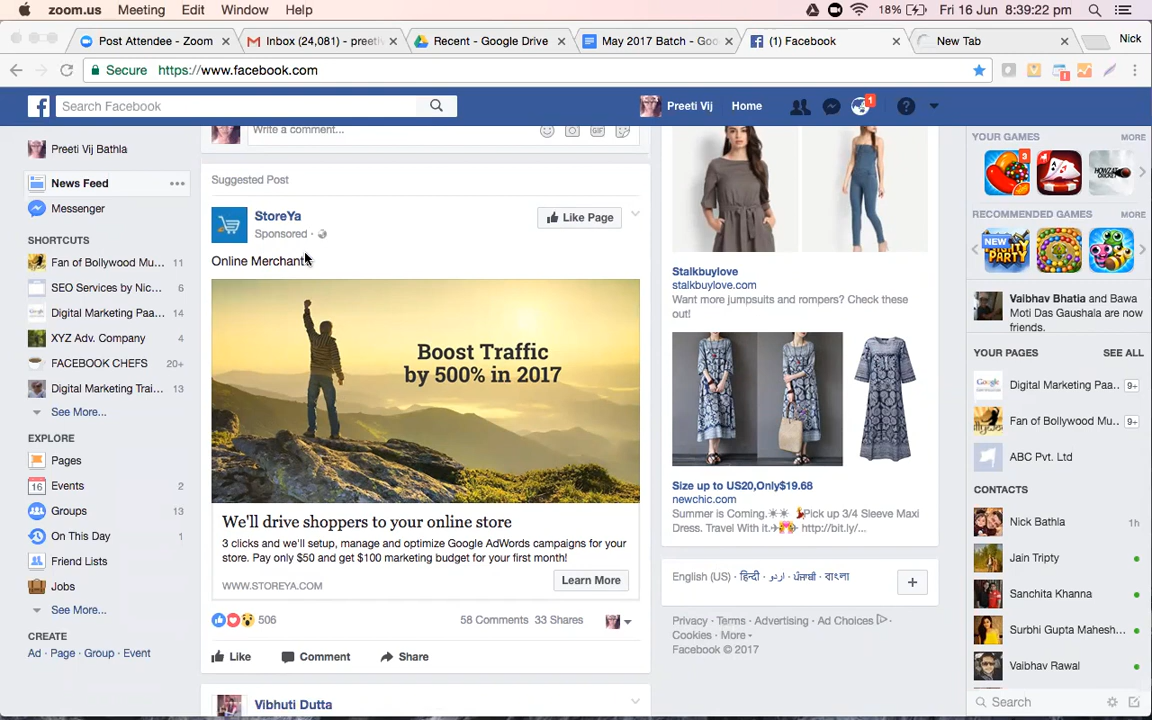 zoom.us Meeting Edit Window Help 18% Fri 16 Jun 8:39:22 pm
Post Attendee - Zoom Inbox (24,081) - preeti Recent - Google Drive May 2017 Batch - Goo (1) Facebook New Tab Nick
Secure https://www.facebook.com
Search Facebook Preeti Vij Home 1
Preeti Vij Bathla
News Feed
Messenger
SHORTCUTS
Fan of Bollywood Mu... 11
SEO Services by Nic... 6
Digital Marketing Paa... 14
XYZ Adv. Company 4
FACEBOOK CHEFS 20+
Digital Marketing Trai... 13
See More...
EXPLORE
Pages
Events 2
Groups 13
On This Day 1
Friend Lists
Jobs
See More...
CREATE
Ad · Page · Group · Event
Write a comment...
GIF
Suggested Post
StoreYa
Sponsored ·
Like Page
Online Merchant
Boost Traffic
by 500% in 2017
We'll drive shoppers to your online store
3 clicks and we'll setup, manage and optimize Google AdWords campaigns for your
store. Pay only $50 and get $100 marketing budget for your first month!
WWW.STOREYA.COM
Learn More
506 58 Comments 33 Shares
Like Comment Share
Vibhuti Dutta
Stalkbuylove
stalkbuylove.com
Want more jumpsuits and rompers? Check these
out!
Size up to US20,Only$19.68
newchic.com
Summer is Coming. Pick up 3/4 Sleeve Maxi
Dress. Travel With it. http://bit.ly/...
English (US) · हिन्दी · اردو · ਪੰਜਾਬੀ · বাংলা
Privacy · Terms · Advertising · Ad Choices ·
Cookies · More
Facebook © 2017
YOUR GAMES MORE
3
HOWZAT
CRICKET
RECOMMENDED GAMES MORE
NEW
PARTY
Vaibhav Bhatia and Bawa
Moti Das Gaushala are now
friends.
YOUR PAGES SEE ALL
Digital Marketing Paa.. 9+
Fan of Bollywood Mu.. 9+
ABC Pvt. Ltd
CONTACTS
Nick Bathla 1h
Jain Tripty
Sanchita Khanna
Surbhi Gupta Mahesh...
Jeanu Vaibhav Rawal
Search